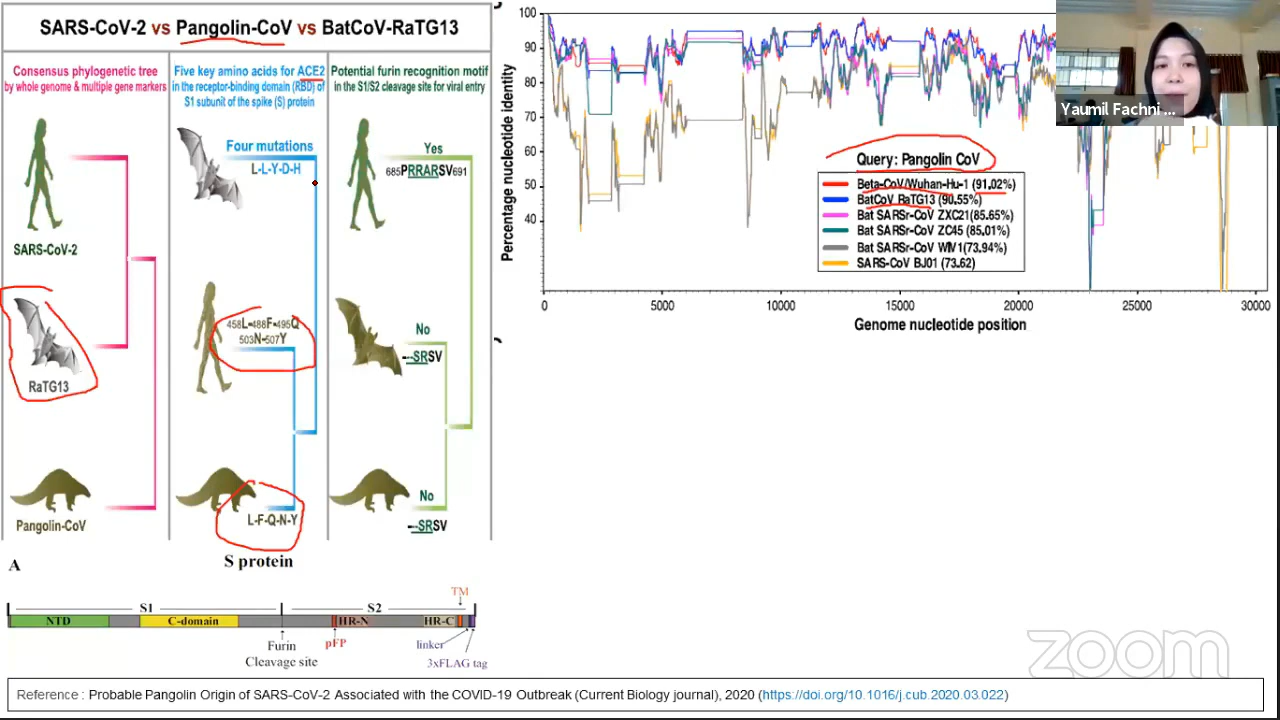 SARS-CoV-2 vs Pangolin-CoV vs BatCoV-RaTG13
Consensus phylogenetic tree
by whole genome & multiple gene markers
SARS-CoV-2
RaTG13
Pangolin-CoV
Five key amino acids for ACE2
in the receptor-binding domain (RBD) of
S1 subunit of the spike (S) protein
Four mutations
L-L-Y-D-H
458L-488F-495Q
503N-507Y
L-F-Q-N-Y
Potential furin recognition motif
in the S1/S2 cleavage site for viral entry
Yes
685PRRARSV691
No
---SRSV
No
---SRSV
Percentage nucleotide identity
100
90
80
70
60
50
40
Query: Pangolin CoV
Beta-CoV/Wuhan-Hu-1 (91.02%)
BatCoV RaTG13 (90.55%)
Bat SARSr-CoV ZXC21(85.65%)
Bat SARSr-CoV ZC45 (85.01%)
Bat SARSr-CoV WIV1(73.94%)
SARS-CoV BJ01 (73.62)
0 5000 10000 15000 20000 25000 30000
Genome nucleotide position
Yaumil Fachni ...
A
S protein
S1
S2
TM
NTD
C-domain
HR-N
HR-C
Furin
Cleavage site
pFP
linker
3xFLAG tag
zoom
Reference : Probable Pangolin Origin of SARS-CoV-2 Associated with the COVID-19 Outbreak (Current Biology journal), 2020 (https://doi.org/10.1016/j.cub.2020.03.022)